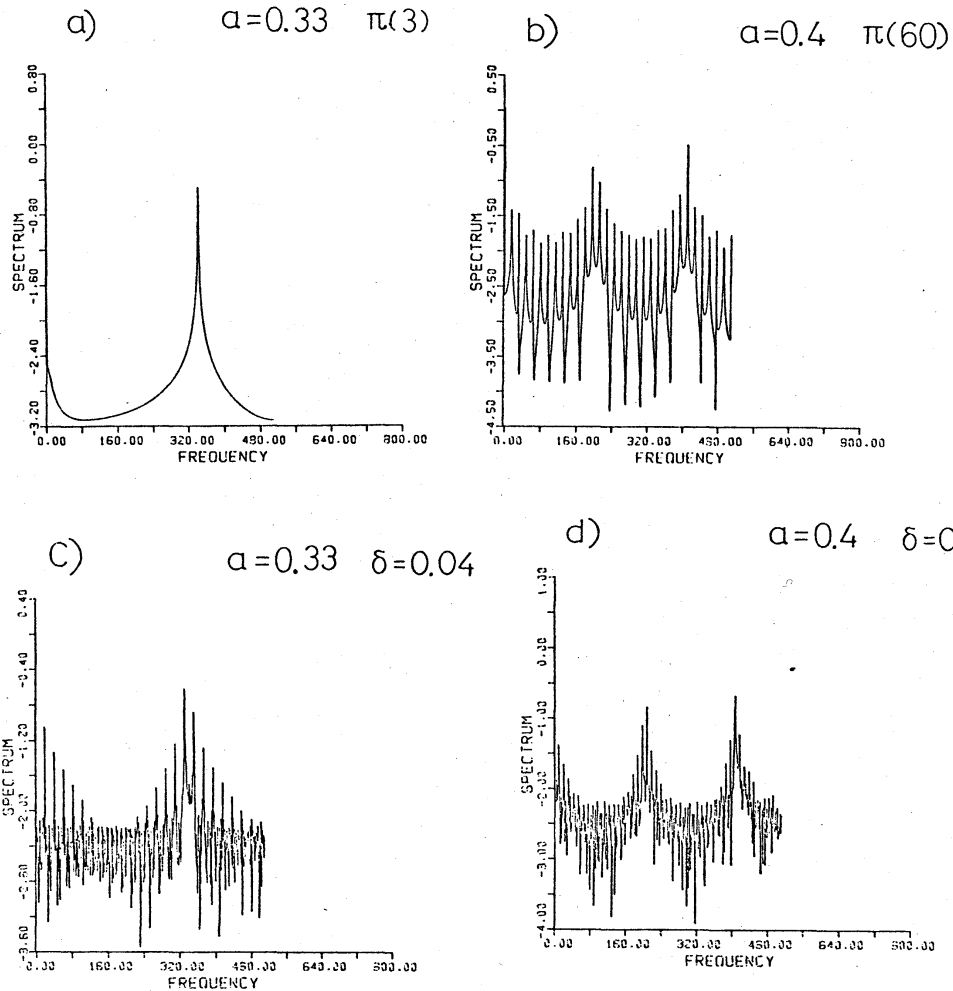 a) a=0.33 π(3)
0.80
0.00
-0.80
-1.60
-2.40
-3.20
SPECTRUM
0.00 160.00 320.00 480.00 640.00 800.00
FREQUENCY
b) a=0.4 π(60)
0.50
-0.50
-1.50
-2.50
-3.50
-4.50
SPECTRUM
0.00 160.00 320.00 480.00 640.00 800.00
FREQUENCY
c) a=0.33 δ=0.04
0.40
-0.40
-1.20
-2.00
-2.80
-3.60
SPECTRUM
0.00 160.00 320.00 480.00 640.00 800.00
FREQUENCY
d) a=0.4 δ=0
1.00
0.00
-1.00
-2.00
-3.00
-4.00
SPECTRUM
0.00 160.00 320.00 480.00 640.00 800.00
FREQUENCY